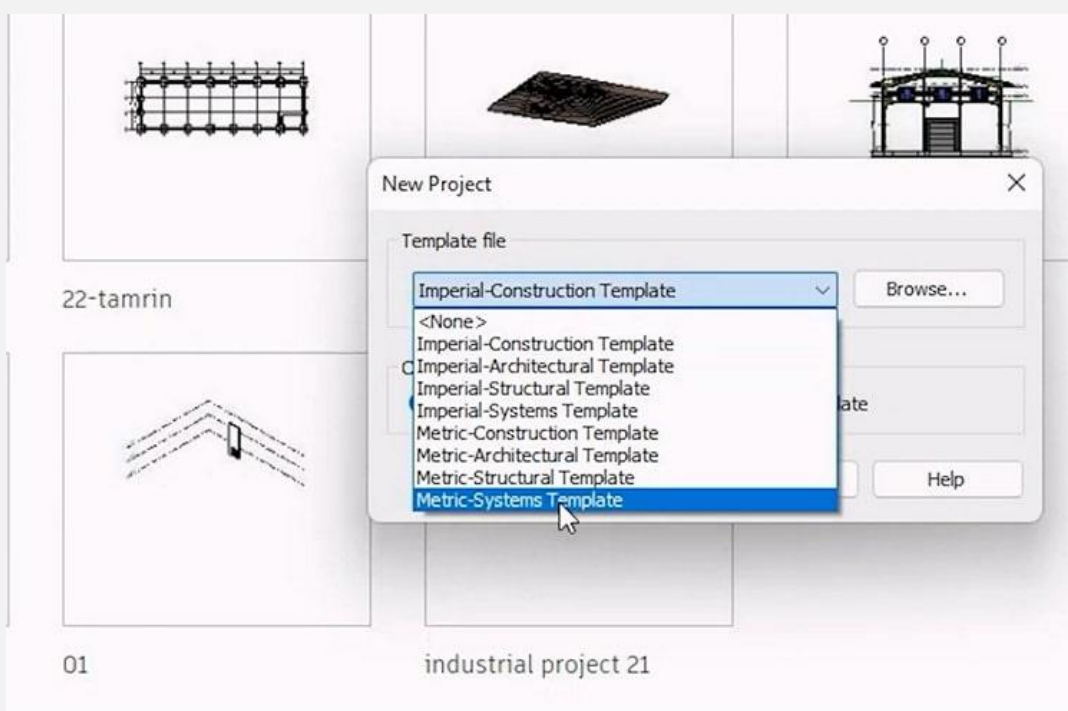 New Project
Template file
Imperial-Construction Template
Browse...
<None>
Imperial-Construction Template
Imperial-Architectural Template
Imperial-Structural Template
Imperial-Systems Template
Metric-Construction Template
Metric-Architectural Template
Metric-Structural Template
Metric-Systems Template
Help
22-tamrin
01
industrial project 21